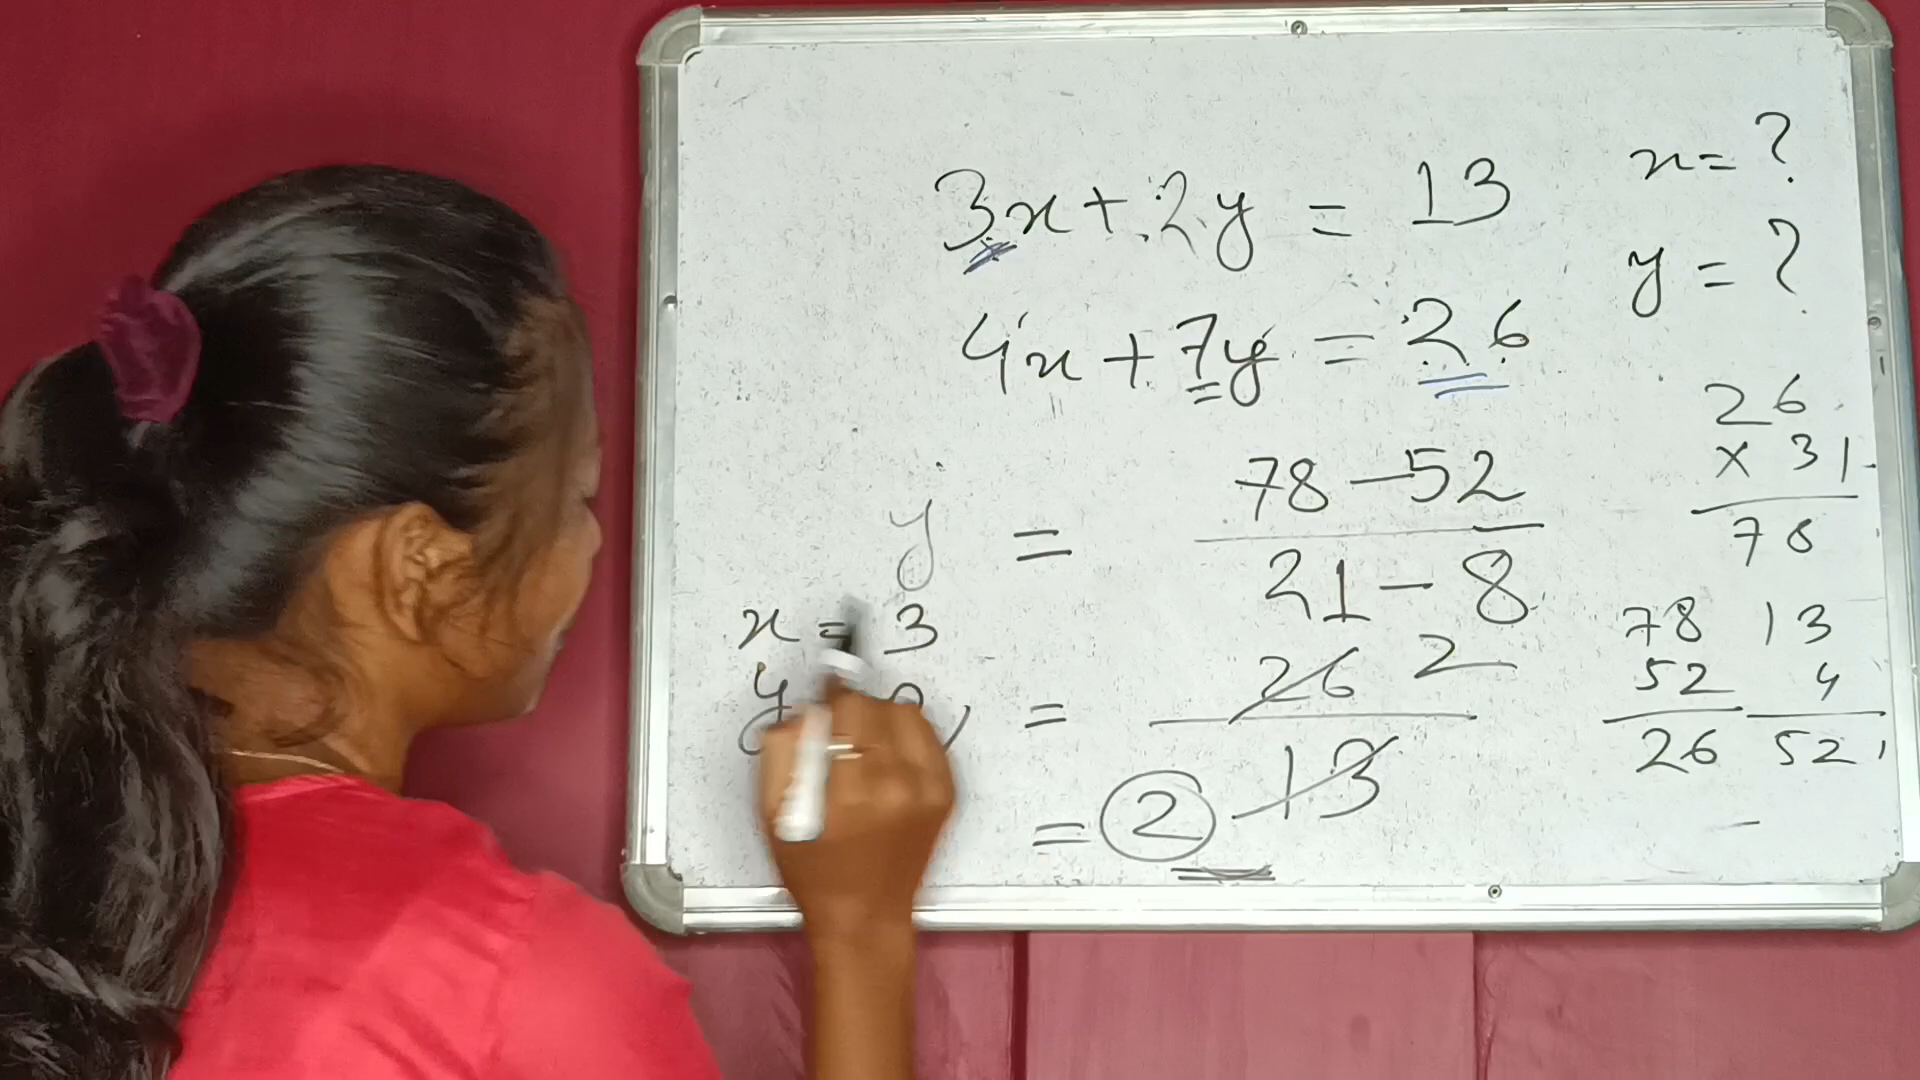 3x+2y = 13
4x+7y = 26
x = ?
y = ?
26
x 31
78
y = 78-52
21-8
= 26 2
13
= 2
x = 3
y
78
52
26
13
4
52